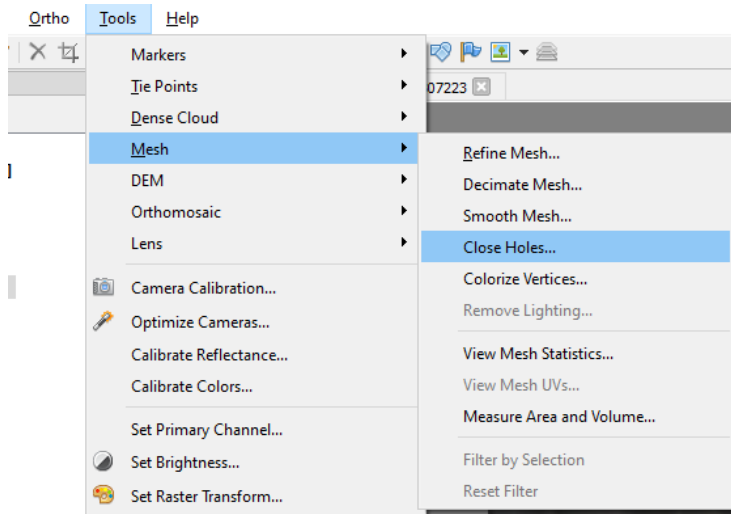 Ortho Tools Help
07223
Markers
Tie Points
Dense Cloud
Mesh
DEM
Orthomosaic
Lens
Camera Calibration...
Optimize Cameras...
Calibrate Reflectance...
Calibrate Colors...
Set Primary Channel...
Set Brightness...
Set Raster Transform...
Refine Mesh...
Decimate Mesh...
Smooth Mesh...
Close Holes...
Colorize Vertices...
Remove Lighting...
View Mesh Statistics...
View Mesh UVs...
Measure Area and Volume...
Filter by Selection
Reset Filter